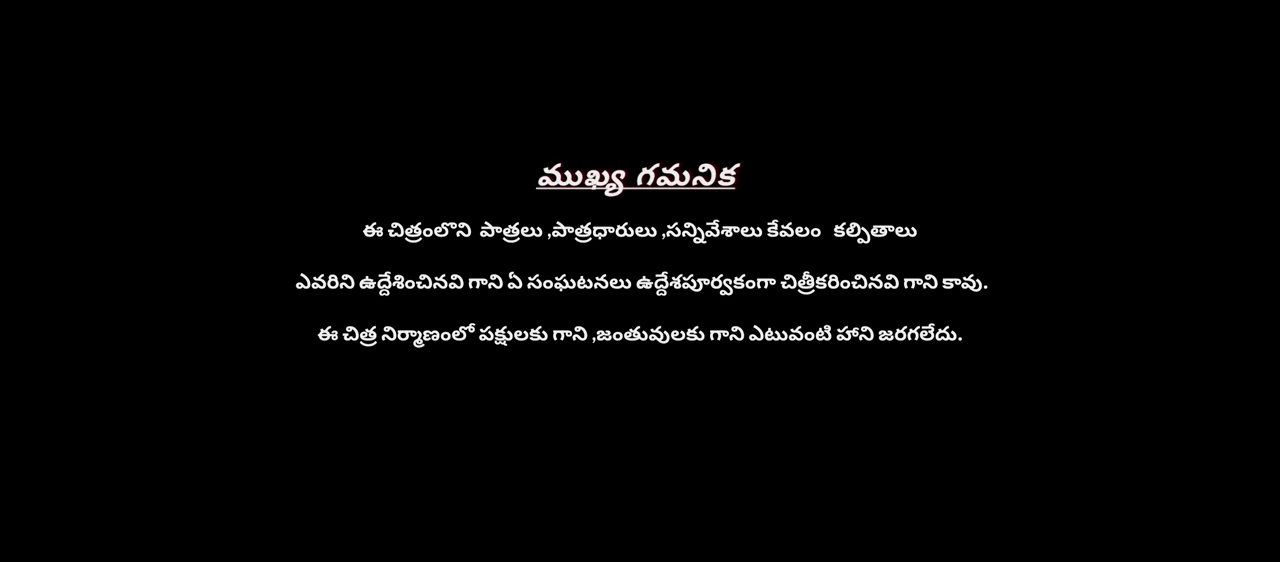 ముఖ్య గమనిక
ఈ చిత్రంలొని పాత్రలు ,పాత్రధారులు ,సన్నివేశాలు కేవలం కల్పితాలు
ఎవరిని ఉద్దేశించినవి గాని ఏ సంఘటనలు ఉద్దేశపూర్వకంగా చిత్రీకరించినవి గాని కావు.
ఈ చిత్ర నిర్మాణంలో పక్షులకు గాని ,జంతువులకు గాని ఎటువంటి హాని జరగలేదు.